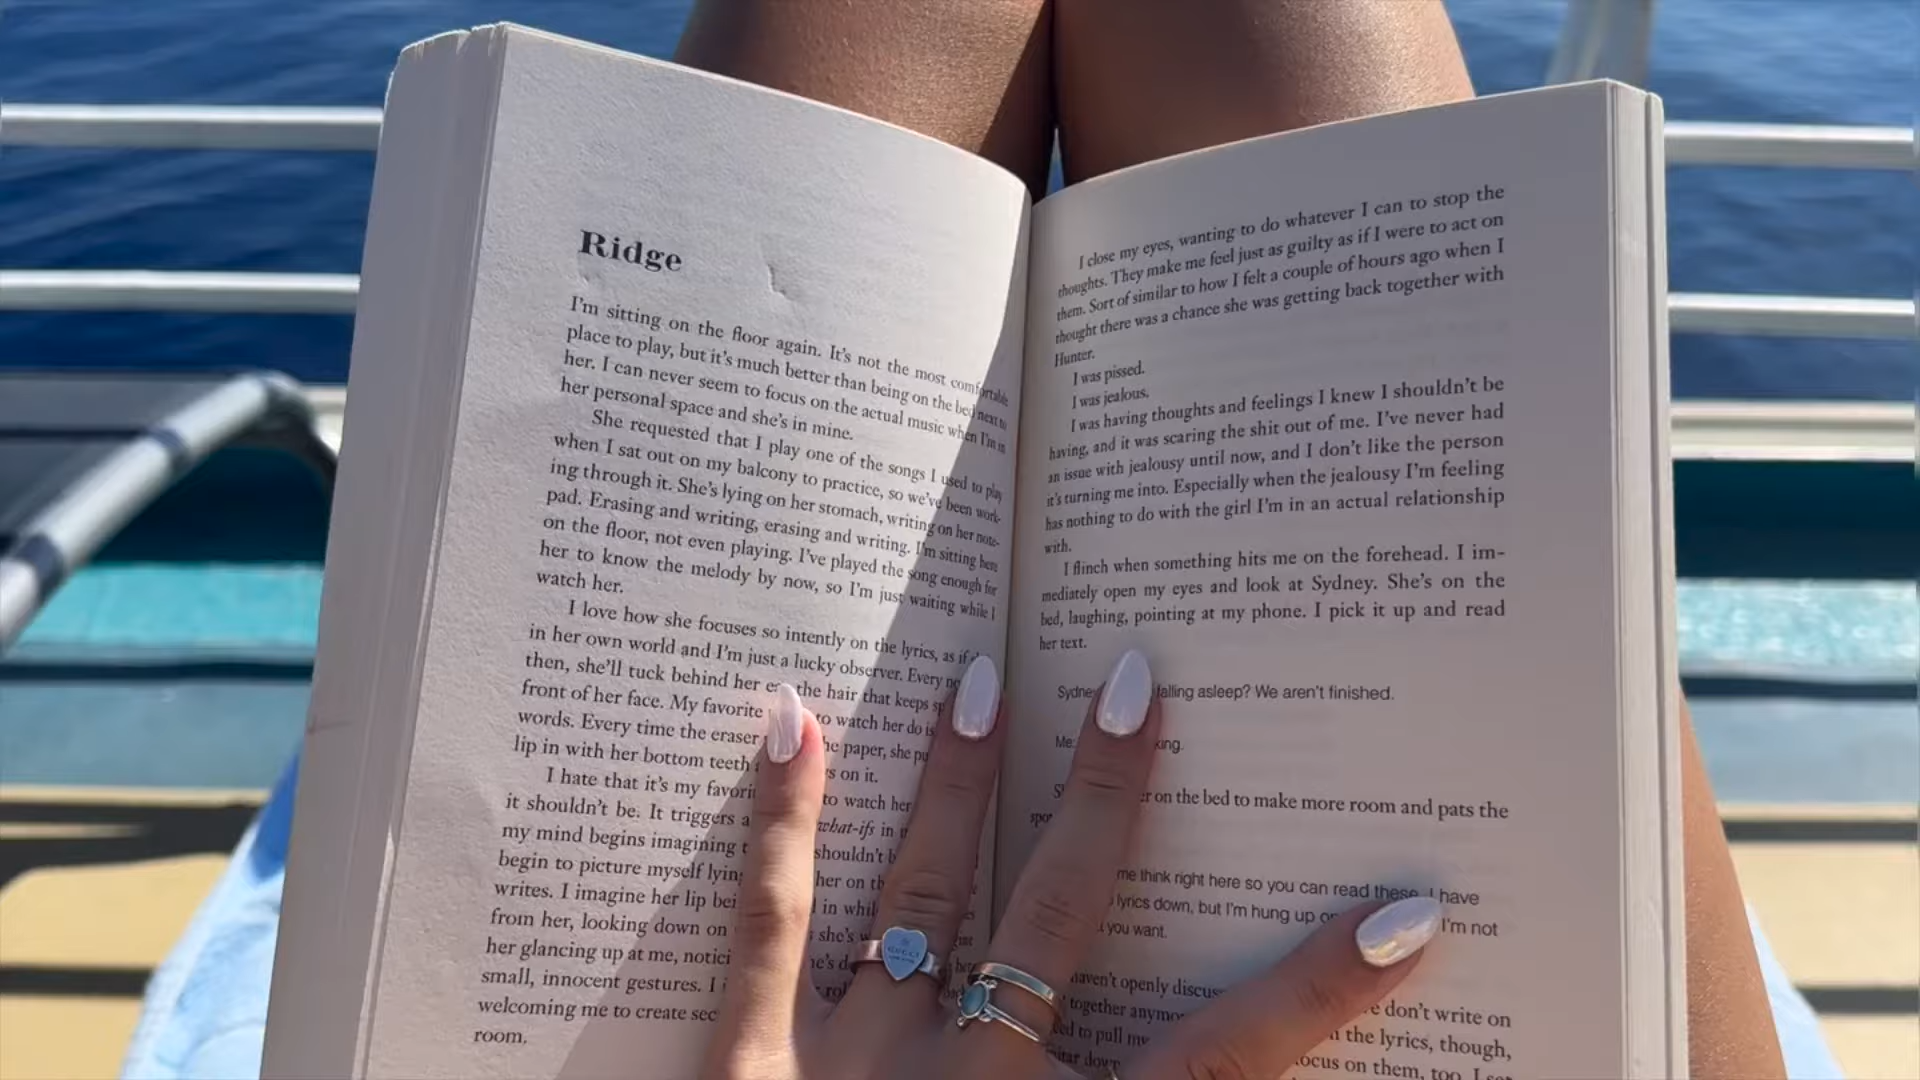 Ridge
I'm sitting on the floor again. It's not the most comfortable
place to play, but it's much better than being on the bed next to
her. I can never seem to focus on the actual music when I'm in
her personal space and she's in mine.
She requested that I play one of the songs I used to play
when I sat out on my balcony to practice, so we've been work-
ing through it. She's lying on her stomach, writing on her note-
pad. Erasing and writing, erasing and writing. I'm sitting here
on the floor, not even playing. I've played the song enough for
her to know the melody by now, so I'm just waiting while I
watch her.
I love how she focuses so intently on the lyrics, as if
in her own world and I'm just a lucky observer. Every
then, she'll tuck behind her the hair that keeps
front of her face. My favorite to watch her do is
words. Every time the eraser paper, she
lip in with her bottom teeth on it.
I hate that it's my to watch her
it shouldn't be. It triggers what-ifs in
my mind begins imagining shouldn't
begin to picture myself her on
writes. I imagine her lip in
from her, looking down on she's
her glancing up at me,
small, innocent gestures. I
welcoming me to create
room.
I close my eyes, wanting to do whatever I can to stop the
thoughts. They make me feel just as guilty as if I were to act on
them. Sort of similar to how I felt a couple of hours ago when I
thought there was a chance she was getting back together with
Hunter.
I was pissed.
I was jealous.
I was having thoughts and feelings I knew I shouldn't be
having, and it was scaring the shit out of me. I've never had
an issue with jealousy until now, and I don't like the person
it's turning me into. Especially when the jealousy I'm feeling
has nothing to do with the girl I'm in an actual relationship
with.
I flinch when something hits me on the forehead. I im-
mediately open my eyes and look at Sydney. She's on the
bed, laughing, pointing at my phone. I pick it up and read
her text.
falling asleep? We aren't finished.
Me:
on the bed to make more room and pats the
me think right here so you can read these. I have
lyrics down, but I'm hung up I'm not
you want.
haven't openly
together don't write on
to pull my the lyrics, though,
down on them, too. I
GUCCI